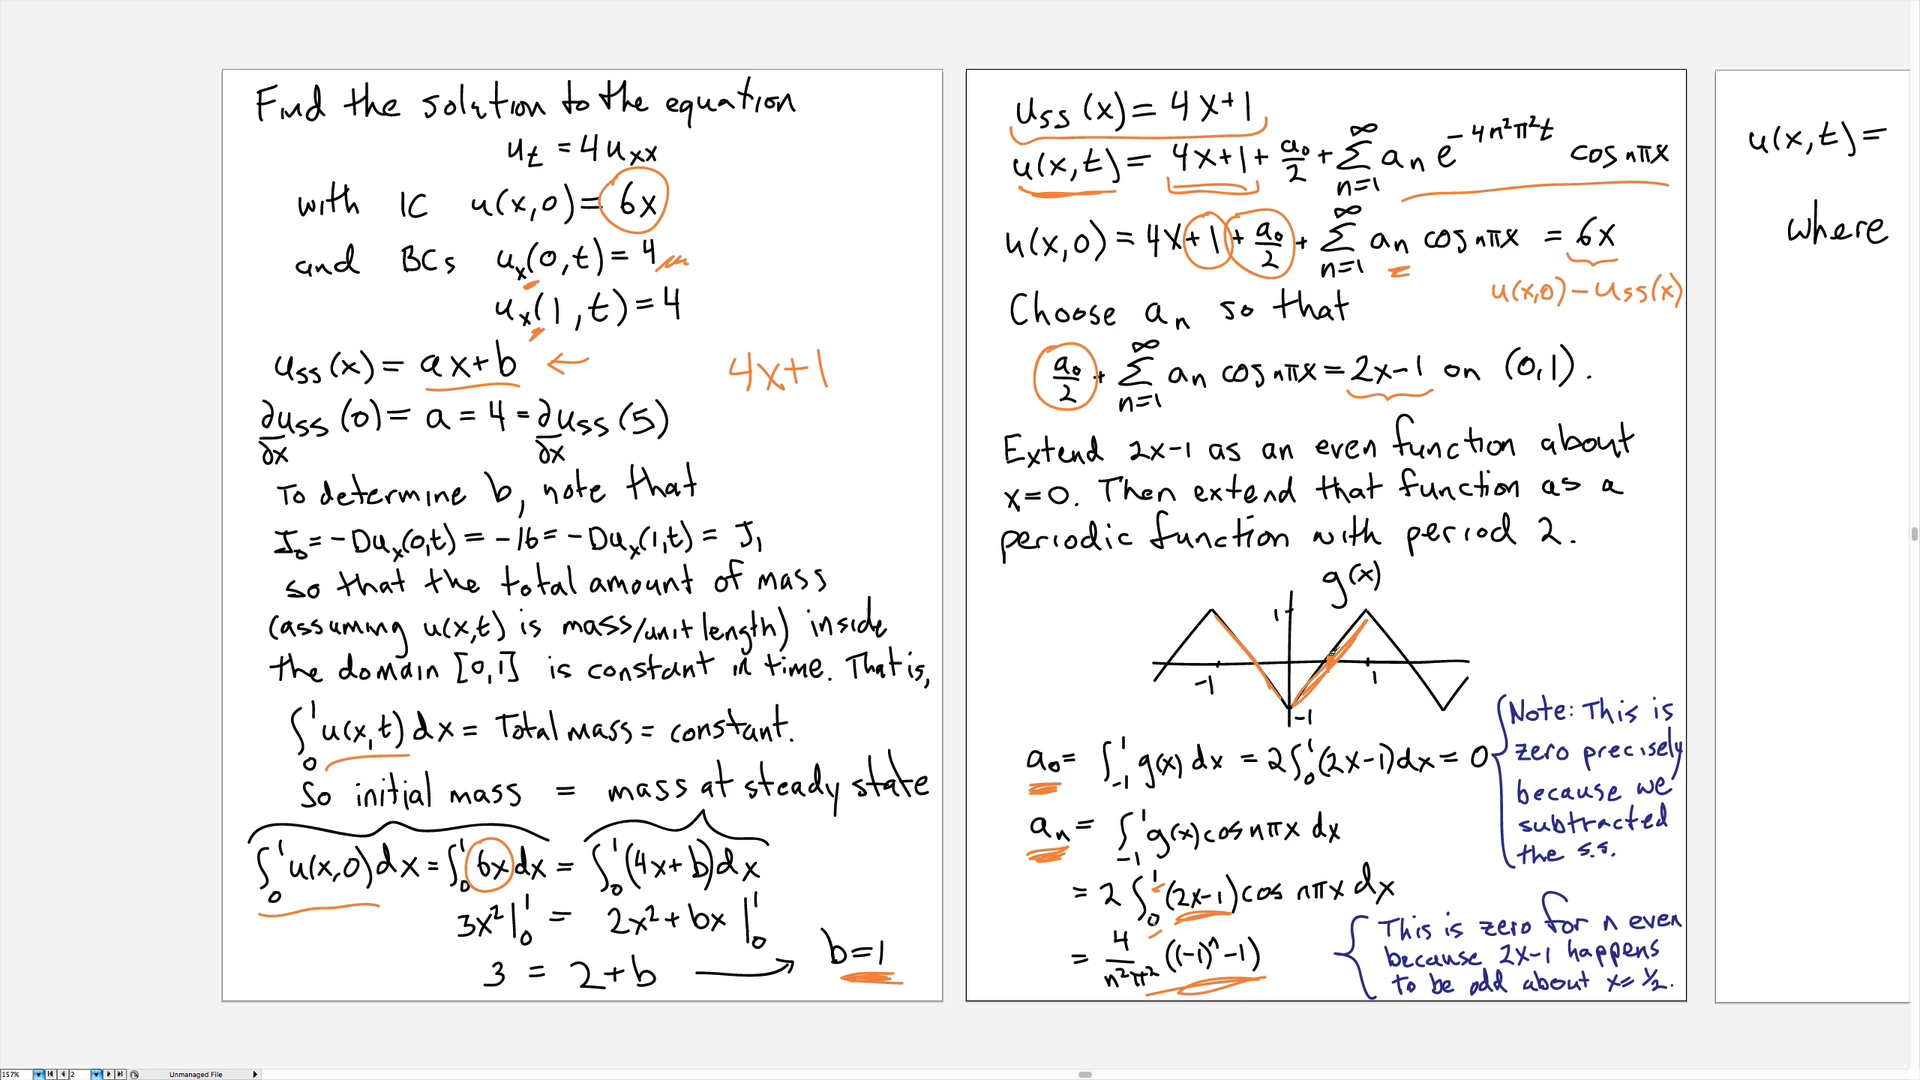 Find the solution to the equation
u_t = 4u_xx
with IC u(x,0) = 6x
and BCs u_x(0,t) = 4
u_x(1,t) = 4
u_ss(x) = ax+b ← 4x+1
∂u_ss/∂x (0) = a = 4 = ∂u_ss/∂x (5)
To determine b, note that
J_0 = -Du_x(0,t) = -16 = -Du_x(1,t) = J_1
so that the total amount of mass
(assuming u(x,t) is mass/unit length) inside
the domain [0,1] is constant in time. That is,
∫_0^1 u(x,t) dx = Total mass = constant.
So initial mass = mass at steady state
∫_0^1 u(x,0) dx = ∫_0^1 6x dx = ∫_0^1 (4x+b) dx
3x² |_0^1 = 2x² + bx |_0^1
3 = 2+b → b=1
u_ss(x) = 4x+1
u(x,t) = 4x+1 + a_0/2 + Σ_{n=1}^∞ a_n e^{-4n²π²t} cos nπx
u(x,0) = 4x+1 + a_0/2 + Σ_{n=1}^∞ a_n cos nπx = 6x
u(x,0) - u_ss(x)
Choose a_n so that
a_0/2 + Σ_{n=1}^∞ a_n cos nπx = 2x-1 on (0,1).
Extend 2x-1 as an even function about
x=0. Then extend that function as a
periodic function with period 2.
g(x)
1
-1 1
-1
a_0 = ∫_{-1}^1 g(x) dx = 2∫_0^1 (2x-1) dx = 0
Note: This is
zero precisely
because we
subtracted
the s.s.
a_n = ∫_{-1}^1 g(x) cos nπx dx
= 2 ∫_0^1 (2x-1) cos nπx dx
= 4/(n²π²) ((-1)^n - 1)
This is zero for n even
because 2x-1 happens
to be odd about x=½.
u(x,t) =
where
157% 2 Unmanaged File